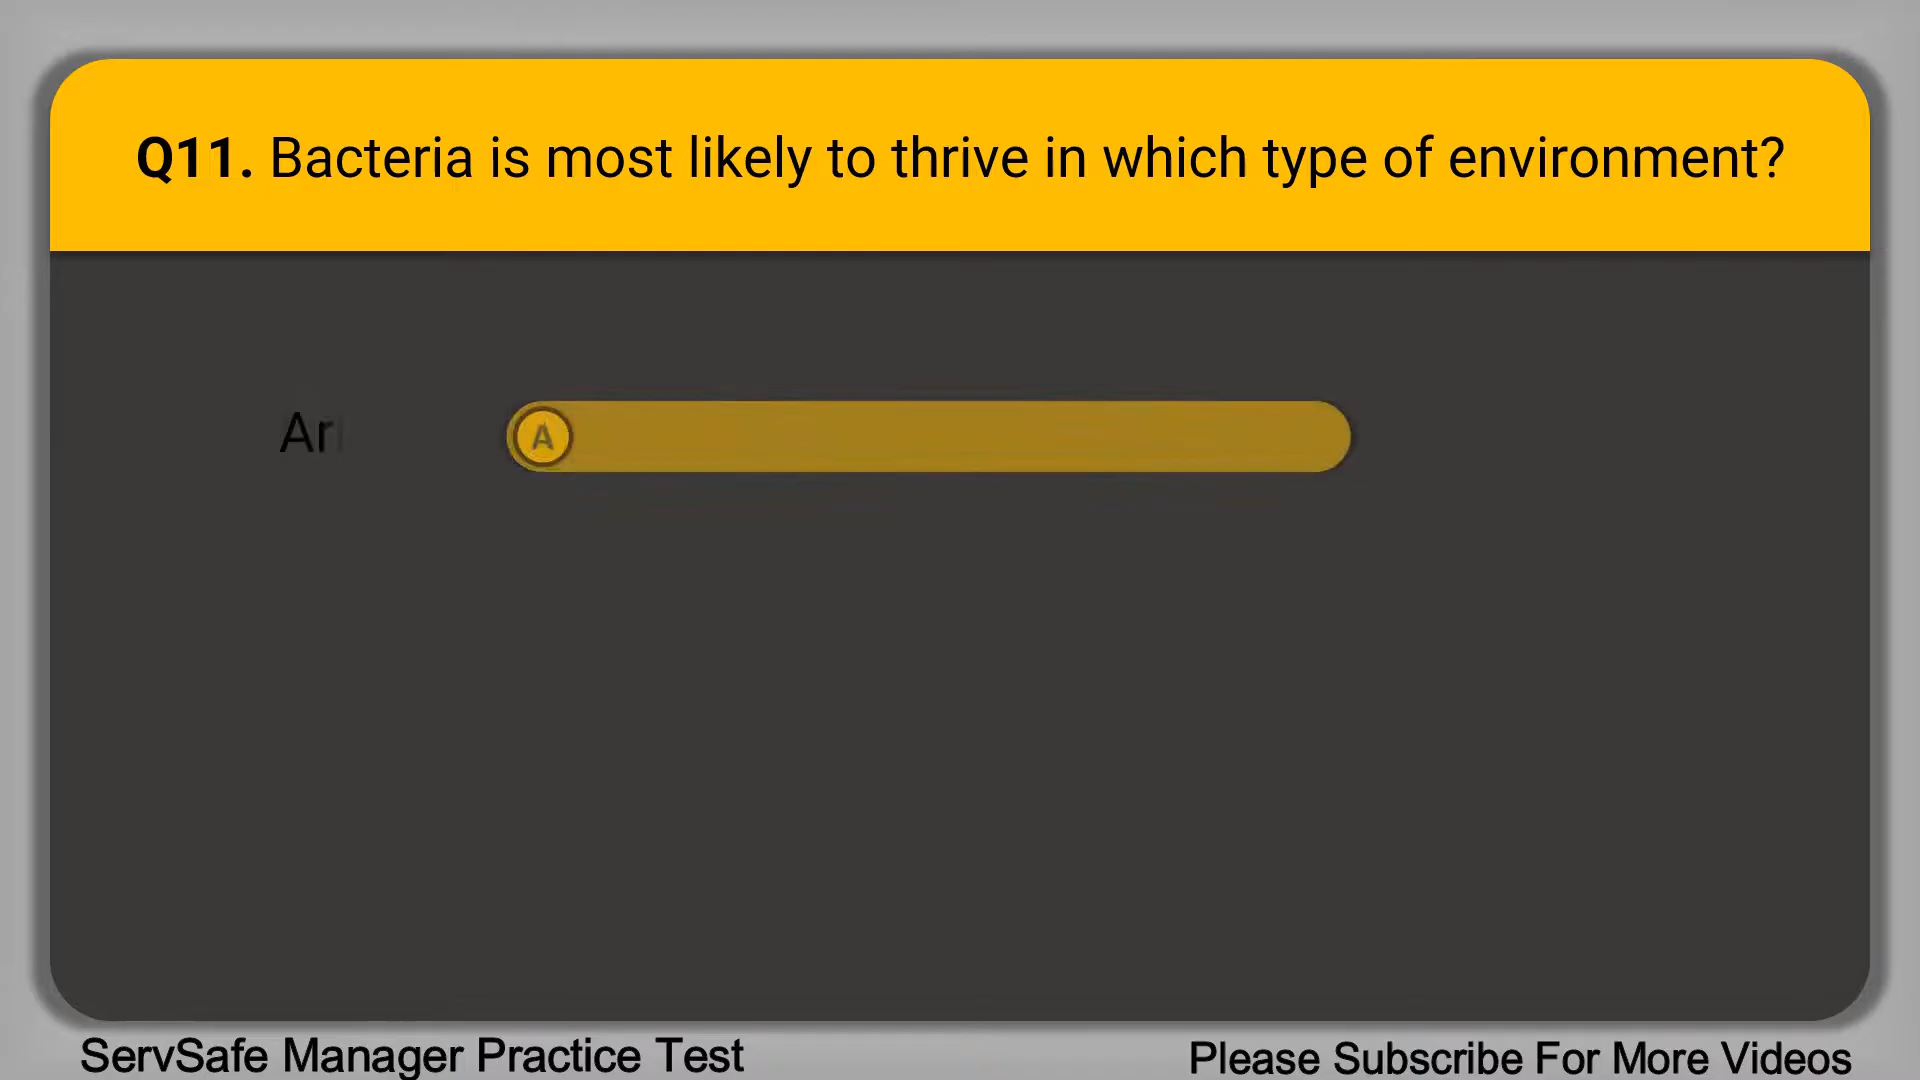 Q11. Bacteria is most likely to thrive in which type of environment?
A
ServSafe Manager Practice Test
Please Subscribe For More Videos